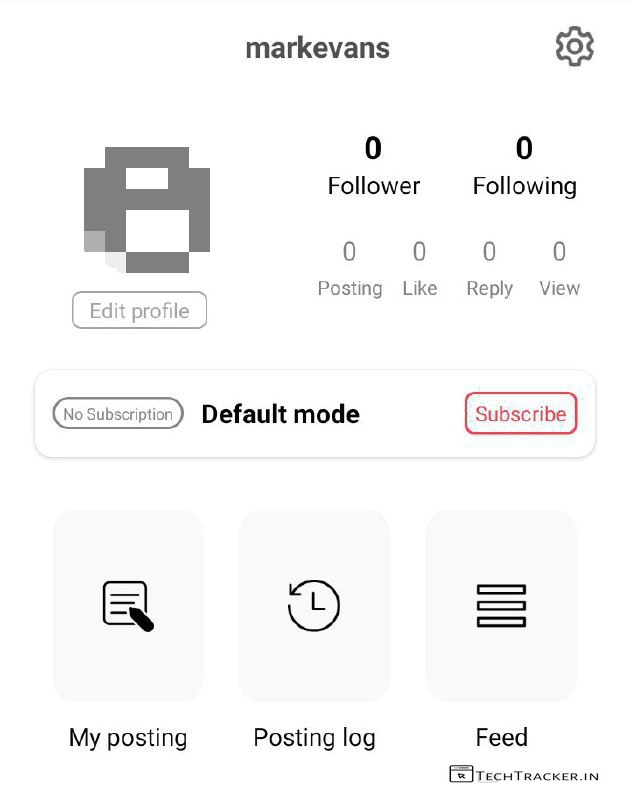 markevans
0 0
Follower Following
0 0 0 0
Posting Like Reply View
Edit profile
No Subscription Default mode Subscribe
My posting Posting log Feed
TECHTRACKER.IN